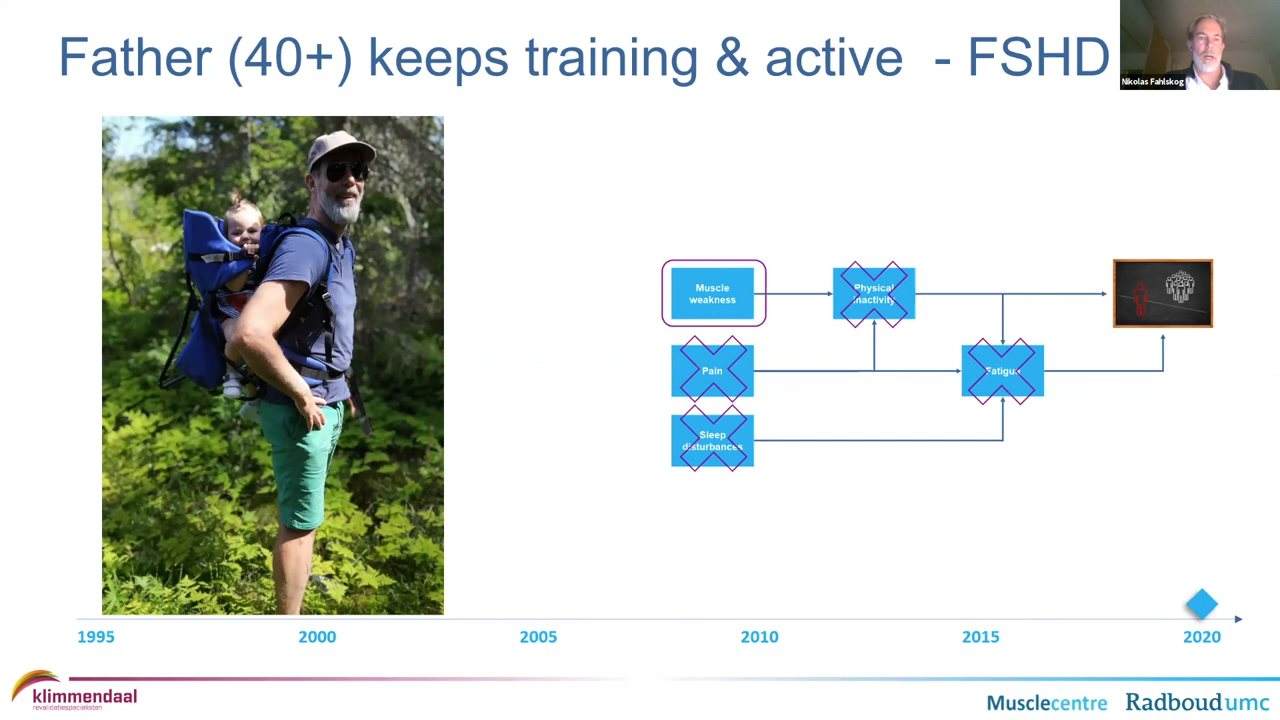 Father (40+) keeps training & active - FSHD
Nikolas Fahlskog
Muscle
weakness
Physical
inactivity
Pain
Fatigue
Sleep
disturbances
1995
2000
2005
2010
2015
2020
klimmendaal
revalidatiespecialisten
Musclecentre
Radboudumc